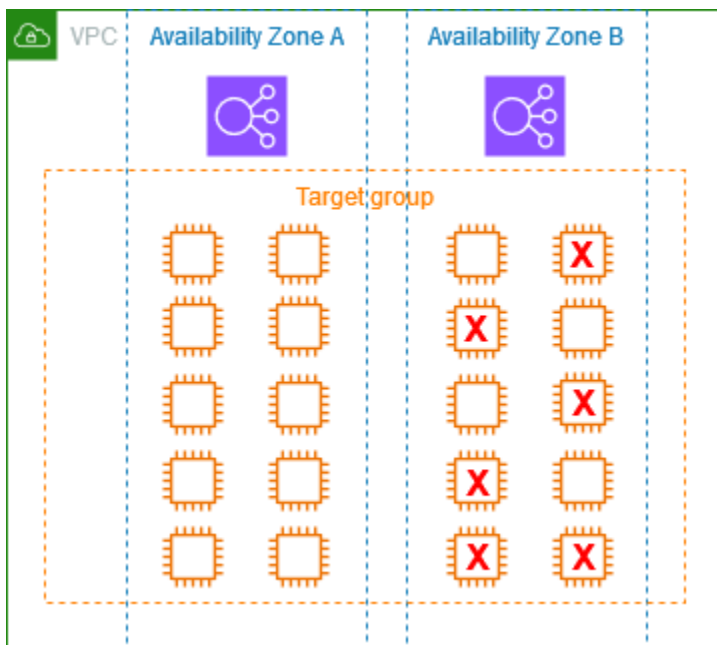 VPC
Availability Zone A
Availability Zone B
Target group
X
X
X
X
X
X